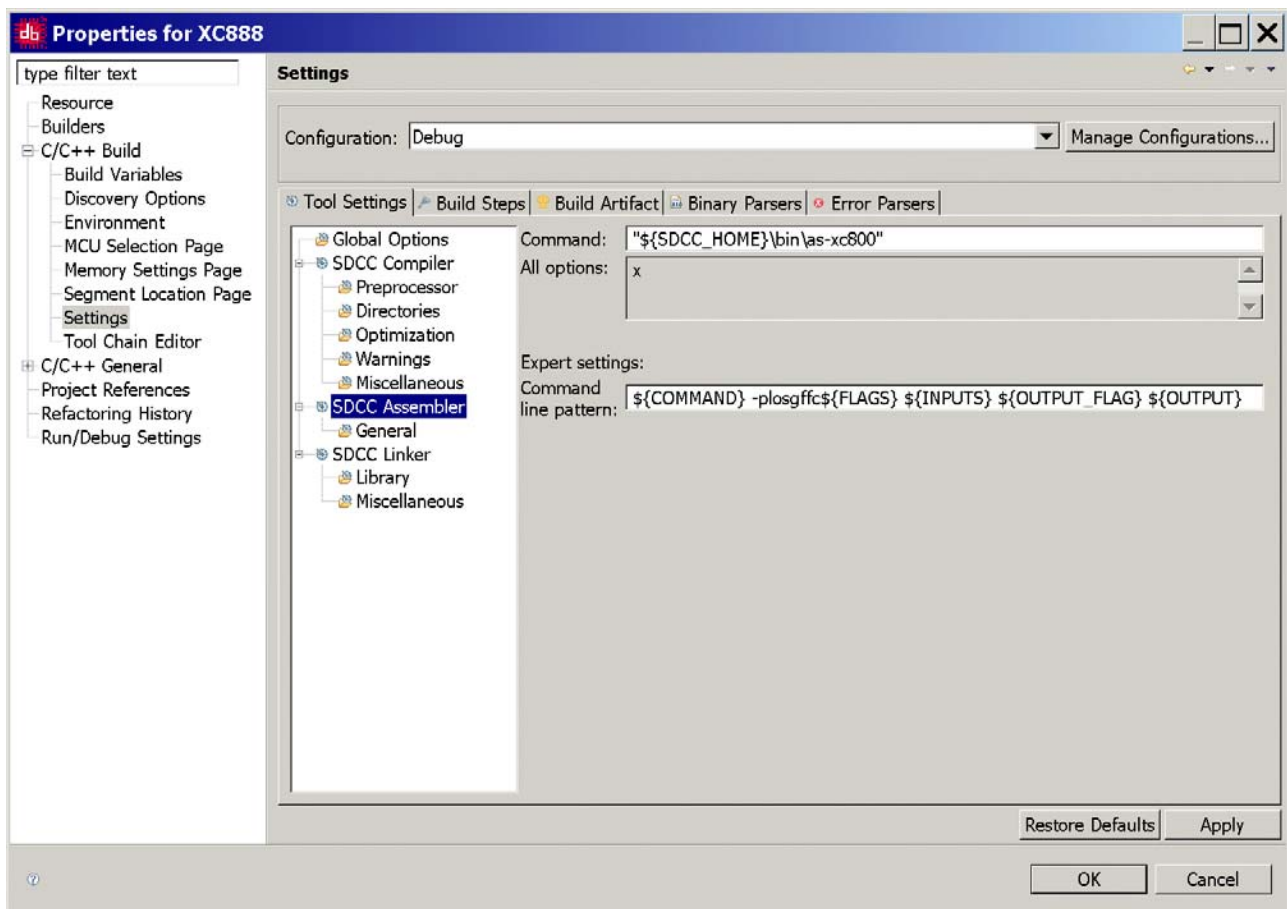 Properties for XC888
type filter text
Resource
Builders
C/C++ Build
Build Variables
Discovery Options
Environment
MCU Selection Page
Memory Settings Page
Segment Location Page
Settings
Tool Chain Editor
C/C++ General
Project References
Refactoring History
Run/Debug Settings
Settings
Configuration: Debug Manage Configurations...
Tool Settings Build Steps Build Artifact Binary Parsers Error Parsers
Global Options
SDCC Compiler
Preprocessor
Directories
Optimization
Warnings
Miscellaneous
SDCC Assembler
General
SDCC Linker
Library
Miscellaneous
Command: "${SDCC_HOME}\bin\as-xc800"
All options: x
Expert settings:
Command
line pattern: ${COMMAND} -plosgffc${FLAGS} ${INPUTS} ${OUTPUT_FLAG} ${OUTPUT}
Restore Defaults Apply
OK Cancel